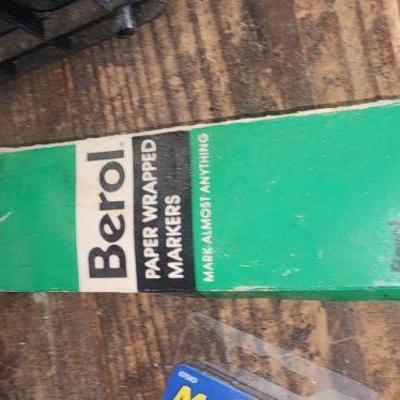 Berol®
PAPER WRAPPED
MARKERS
MARK ALMOST ANYTHING